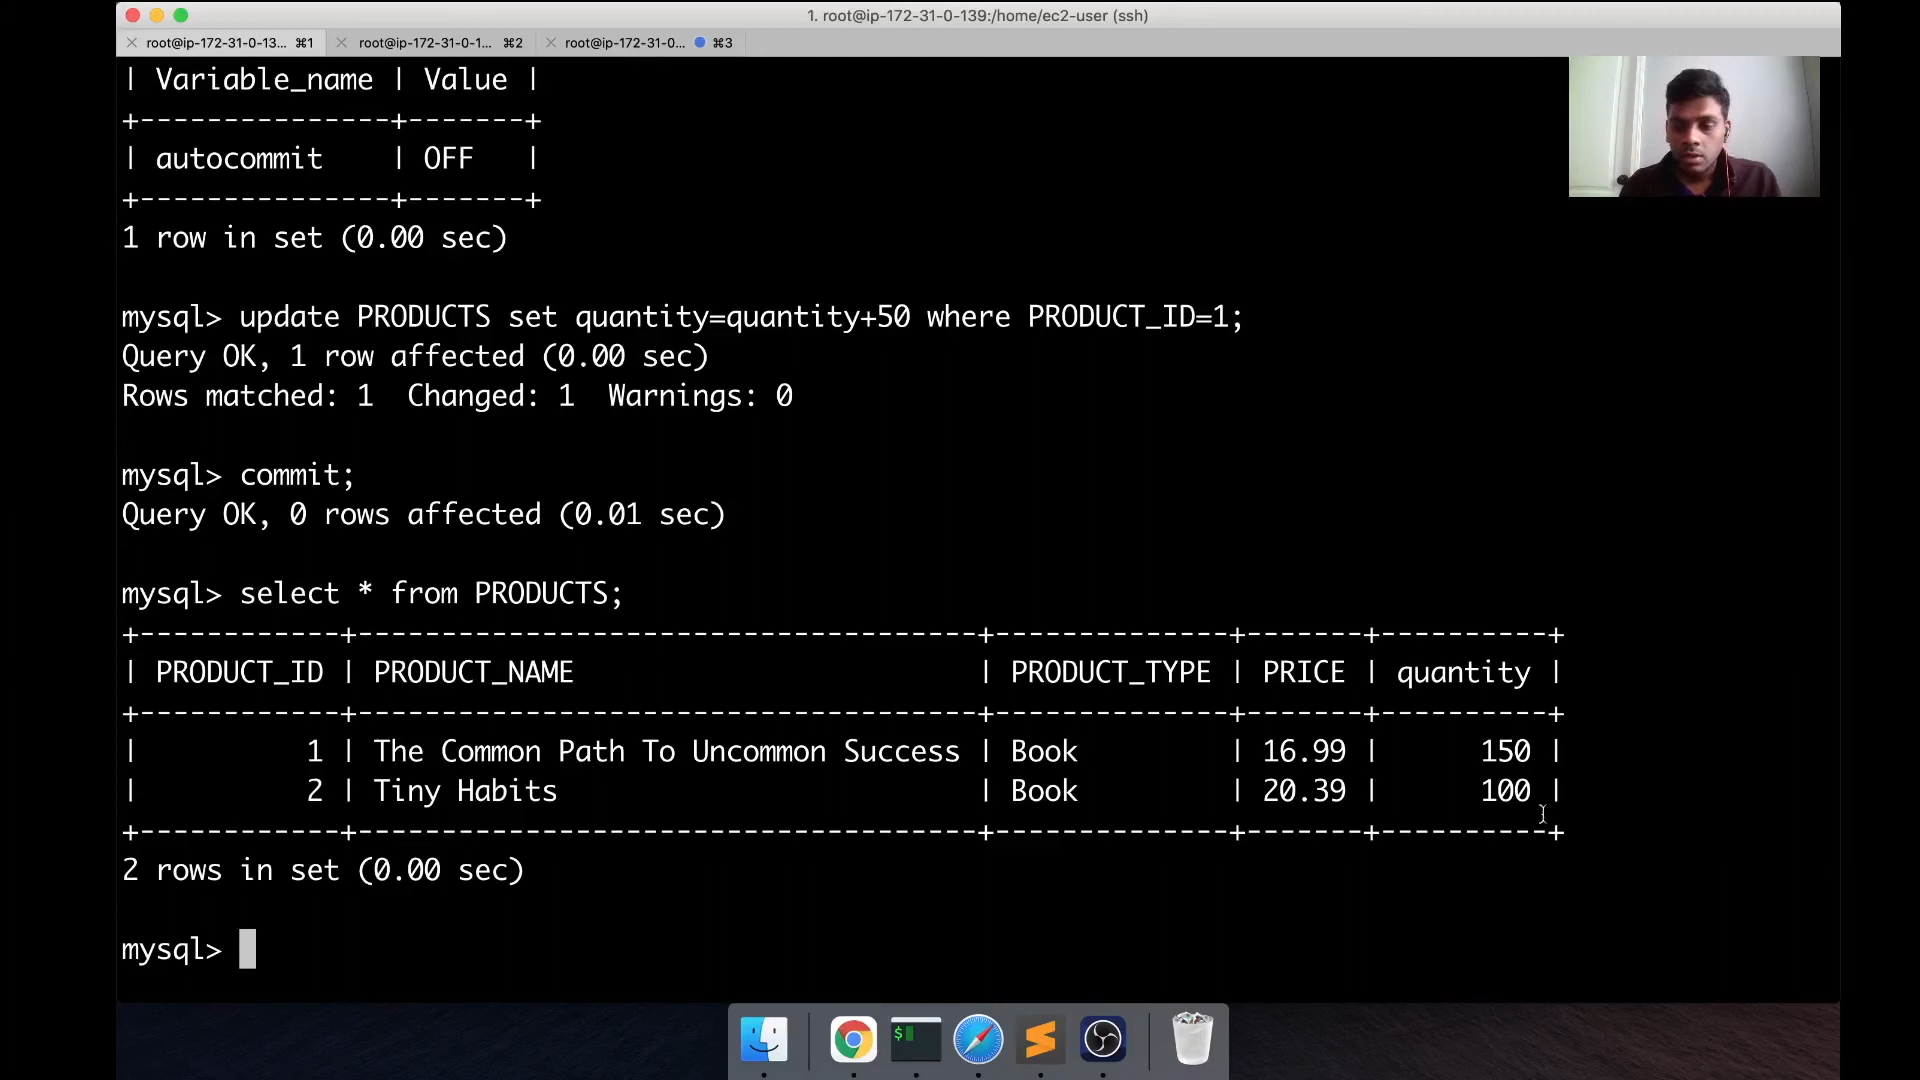 1. root@ip-172-31-0-139:/home/ec2-user (ssh)
root@ip-172-31-0-13... ⌘1 root@ip-172-31-0-1... ⌘2 root@ip-172-31-0... ⌘3
| Variable_name | Value |
+---------------+-------+
| autocommit    | OFF   |
+---------------+-------+
1 row in set (0.00 sec)
mysql> update PRODUCTS set quantity=quantity+50 where PRODUCT_ID=1;
Query OK, 1 row affected (0.00 sec)
Rows matched: 1  Changed: 1  Warnings: 0
mysql> commit;
Query OK, 0 rows affected (0.01 sec)
mysql> select * from PRODUCTS;
+------------+-------------------------------------+--------------+-------+----------+
| PRODUCT_ID | PRODUCT_NAME                        | PRODUCT_TYPE | PRICE | quantity |
+------------+-------------------------------------+--------------+-------+----------+
|          1 | The Common Path To Uncommon Success | Book         | 16.99 |      150 |
|          2 | Tiny Habits                         | Book         | 20.39 |      100 |
+------------+-------------------------------------+--------------+-------+----------+
2 rows in set (0.00 sec)
mysql>
$